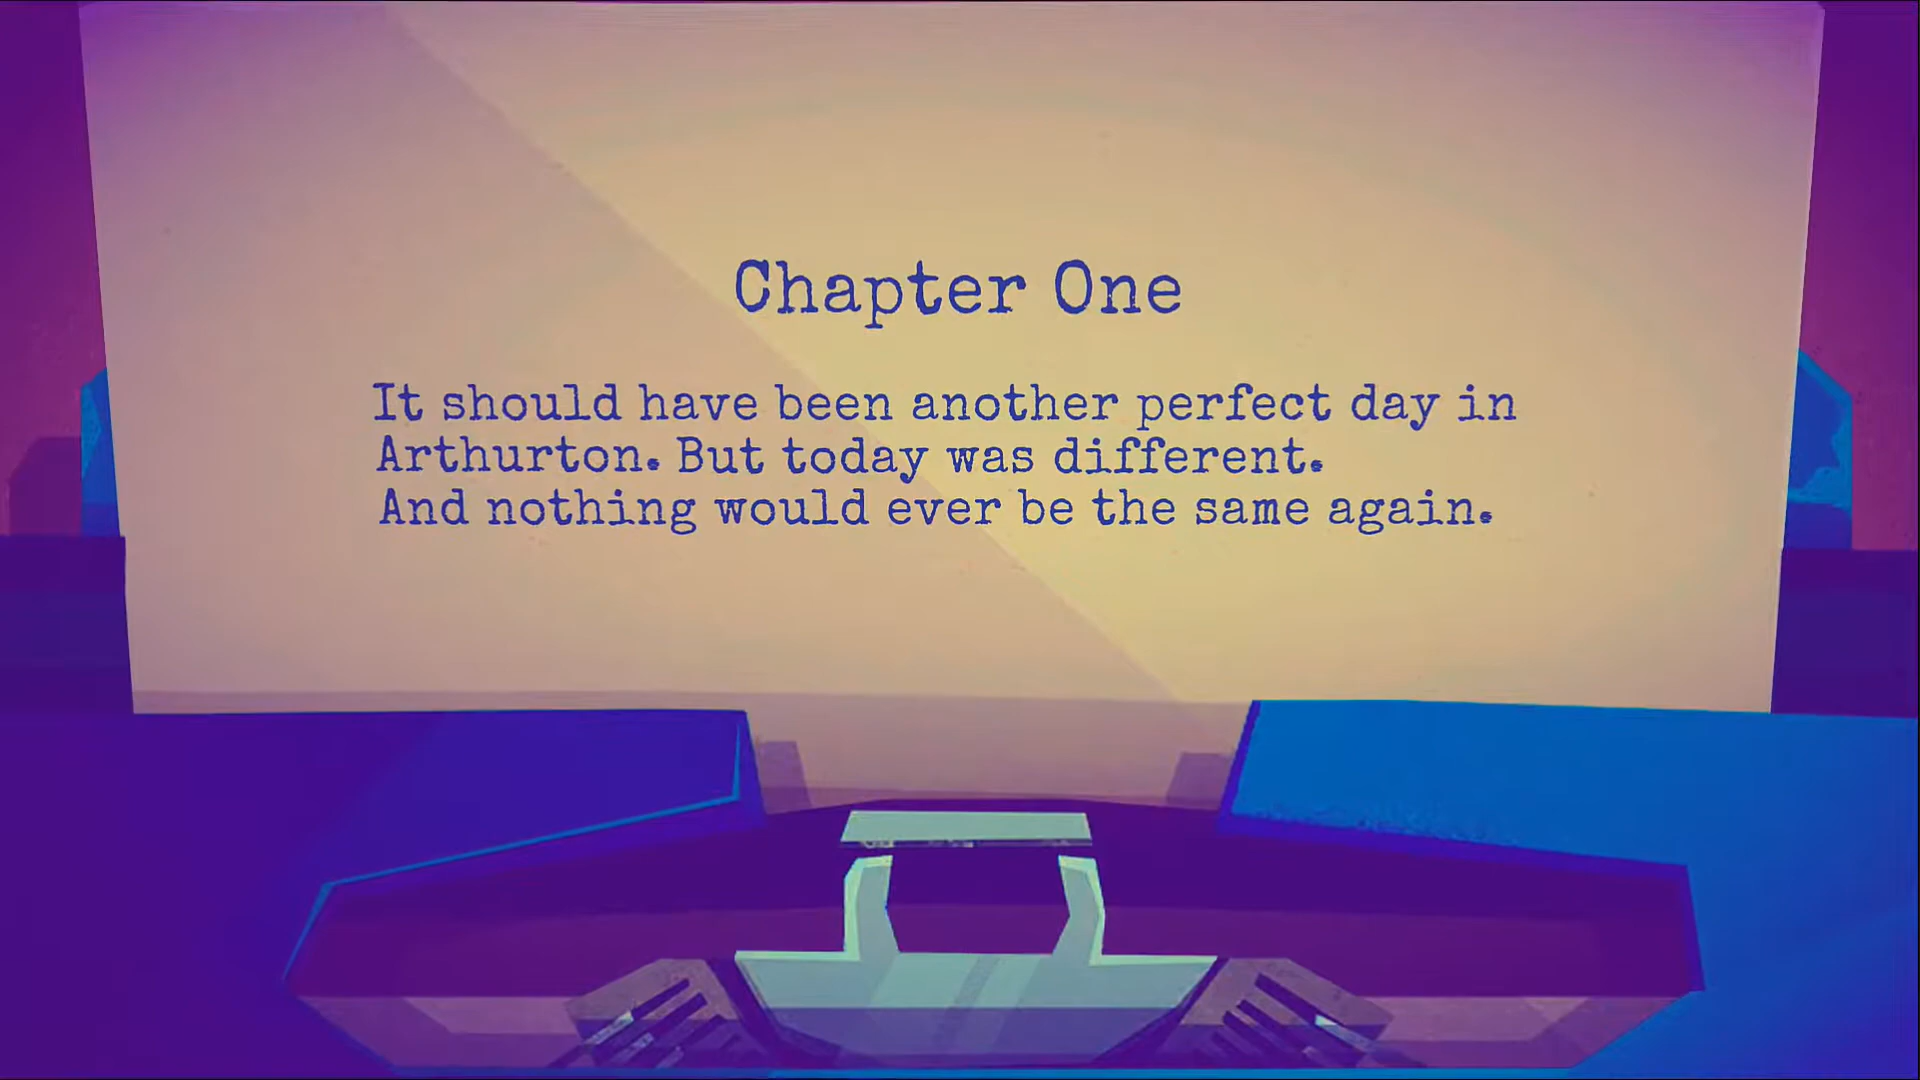 Chapter One
It should have been another perfect day in
Arthurton. But today was different.
And nothing would ever be the same again.